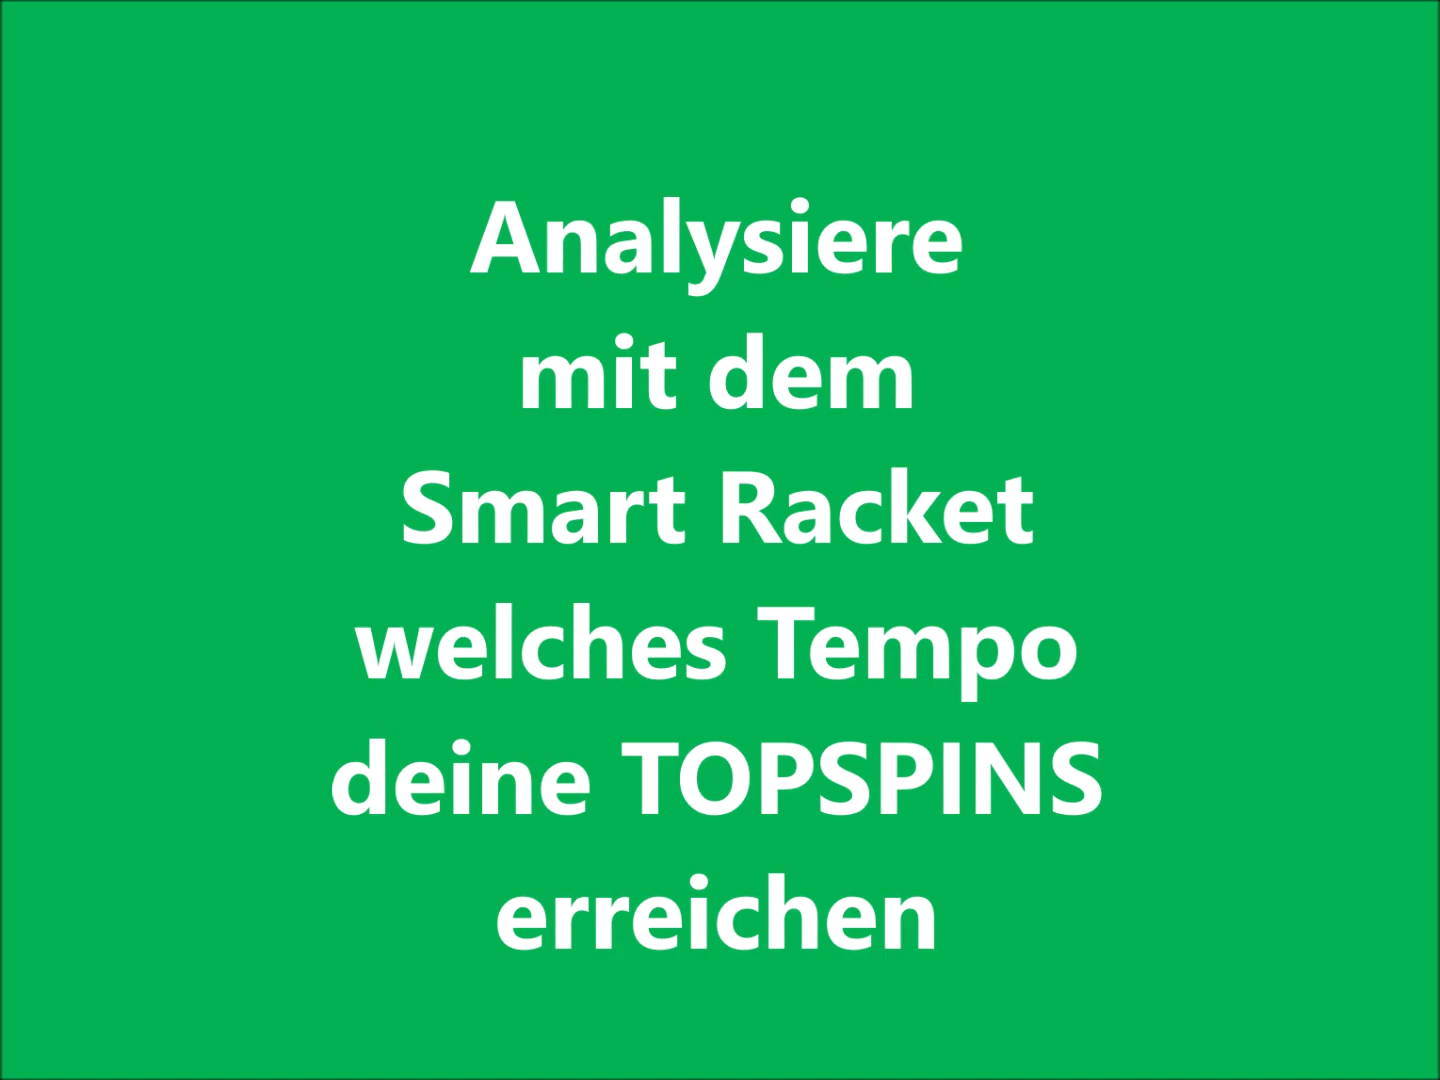 Analysiere
mit dem
Smart Racket
welches Tempo
deine TOPSPINS
erreichen